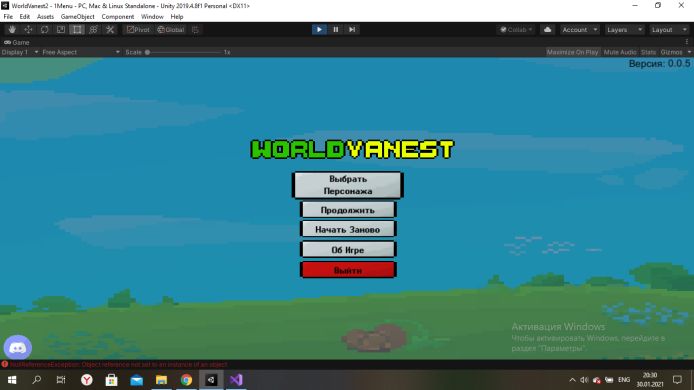 WorldVanest2 - 1Menu - PC, Mac & Linux Standalone - Unity 2019.4.8f1 Personal <DX11>
File Edit Assets GameObject Component Window Help
Pivot Global Collab Account Layers Layout
Game
Display 1 Free Aspect Scale 1x Maximize On Play Mute Audio Stats Gizmos
Версия: 0.0.5
WORLDVANEST
Выбрать
Персонажа
Продолжить
Начать Заново
Об Игре
Выйти
Активация Windows
Чтобы активировать Windows, перейдите в
раздел "Параметры".
NullReferenceException: Object reference not set to an instance of an object
ENG
20:30
30.01.2021